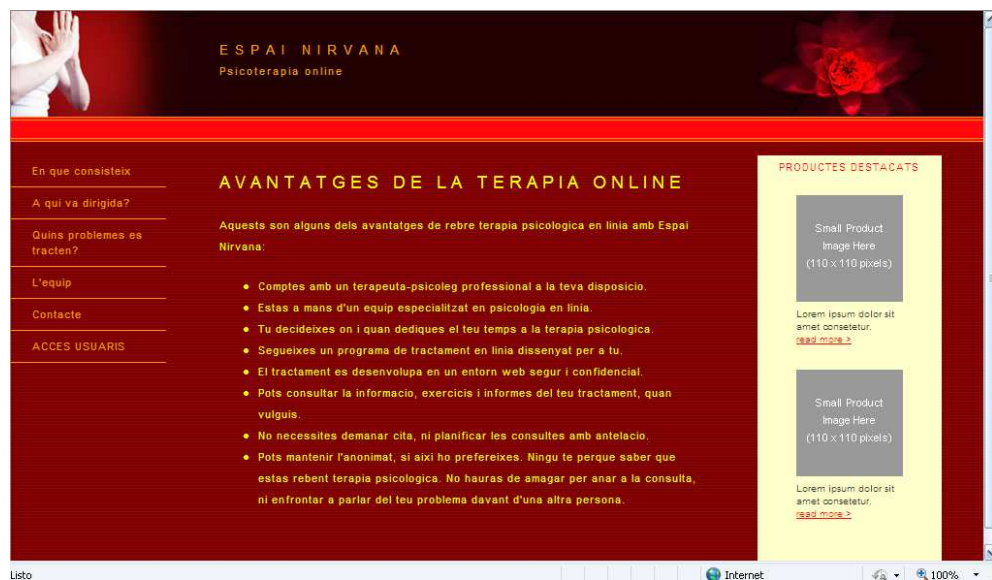 ESPAI NIRVANA
Psicoterapia online
En que consisteix
A qui va dirigida?
Quins problemes es
tracten?
L'equip
Contacte
ACCES USUARIS
AVANTATGES DE LA TERAPIA ONLINE
Aquests son alguns dels avantatges de rebre terapia psicologica en linia amb Espai
Nirvana:
Comptes amb un terapeuta-psicoleg professional a la teva disposicio.
Estas a mans d'un equip especialitzat en psicologia en linia.
Tu decideixes on i quan dediques el teu temps a la terapia psicologica.
Segueixes un programa de tractament en linia dissenyat per a tu.
El tractament es desenvolupa en un entorn web segur i confidencial.
Pots consultar la informacio, exercicis i informes del teu tractament, quan
vulguis.
No necessites demanar cita, ni planificar les consultes amb antelacio.
Pots mantenir l'anonimat, si aixi ho prefereixes. Ningu te perque saber que
estas rebent terapia psicologica. No hauras de amagar per anar a la consulta,
ni enfrontar a parlar del teu problema davant d'una altra persona.
PRODUCTES DESTACATS
Small Product
Image Here
(110 x 110 pixels)
Lorem ipsum dolor sit
amet consetetur.
read more >
Small Product
Image Here
(110 x 110 pixels)
Lorem ipsum dolor sit
amet consetetur.
read more >
Listo
Internet
100%